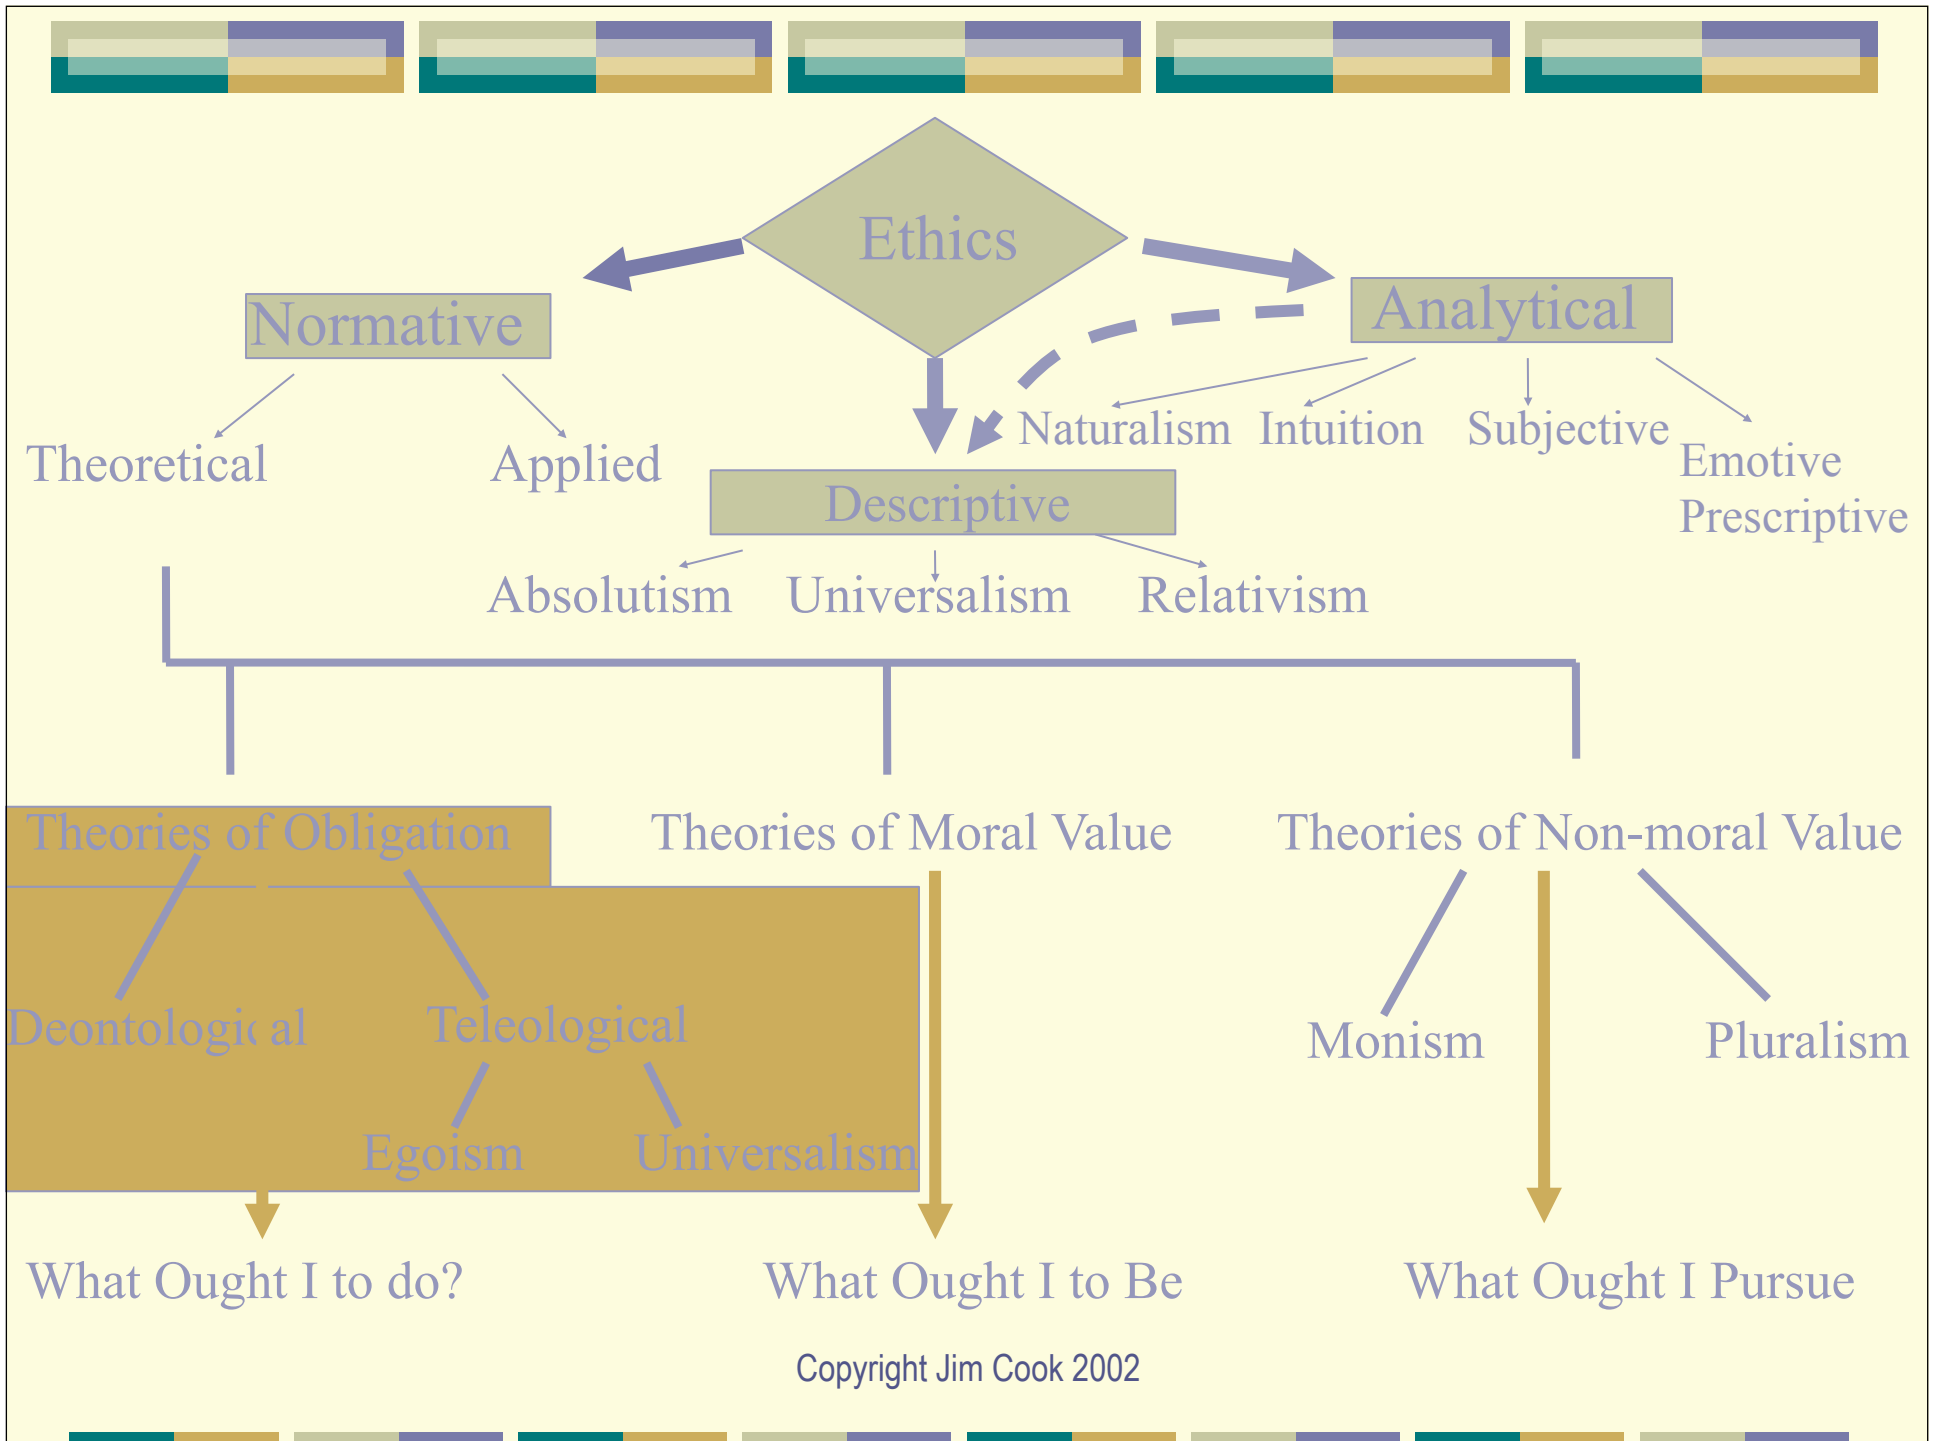 Ethics
Normative
Analytical
Theoretical
Applied
Naturalism
Intuition
Subjective
Emotive
Prescriptive
Descriptive
Absolutism
Universalism
Relativism
Theories of Obligation
Theories of Moral Value
Theories of Non-moral Value
Deontological
Teleological
Monism
Pluralism
Egoism
Universalism
What Ought I to do?
What Ought I to Be
What Ought I Pursue
Copyright Jim Cook 2002